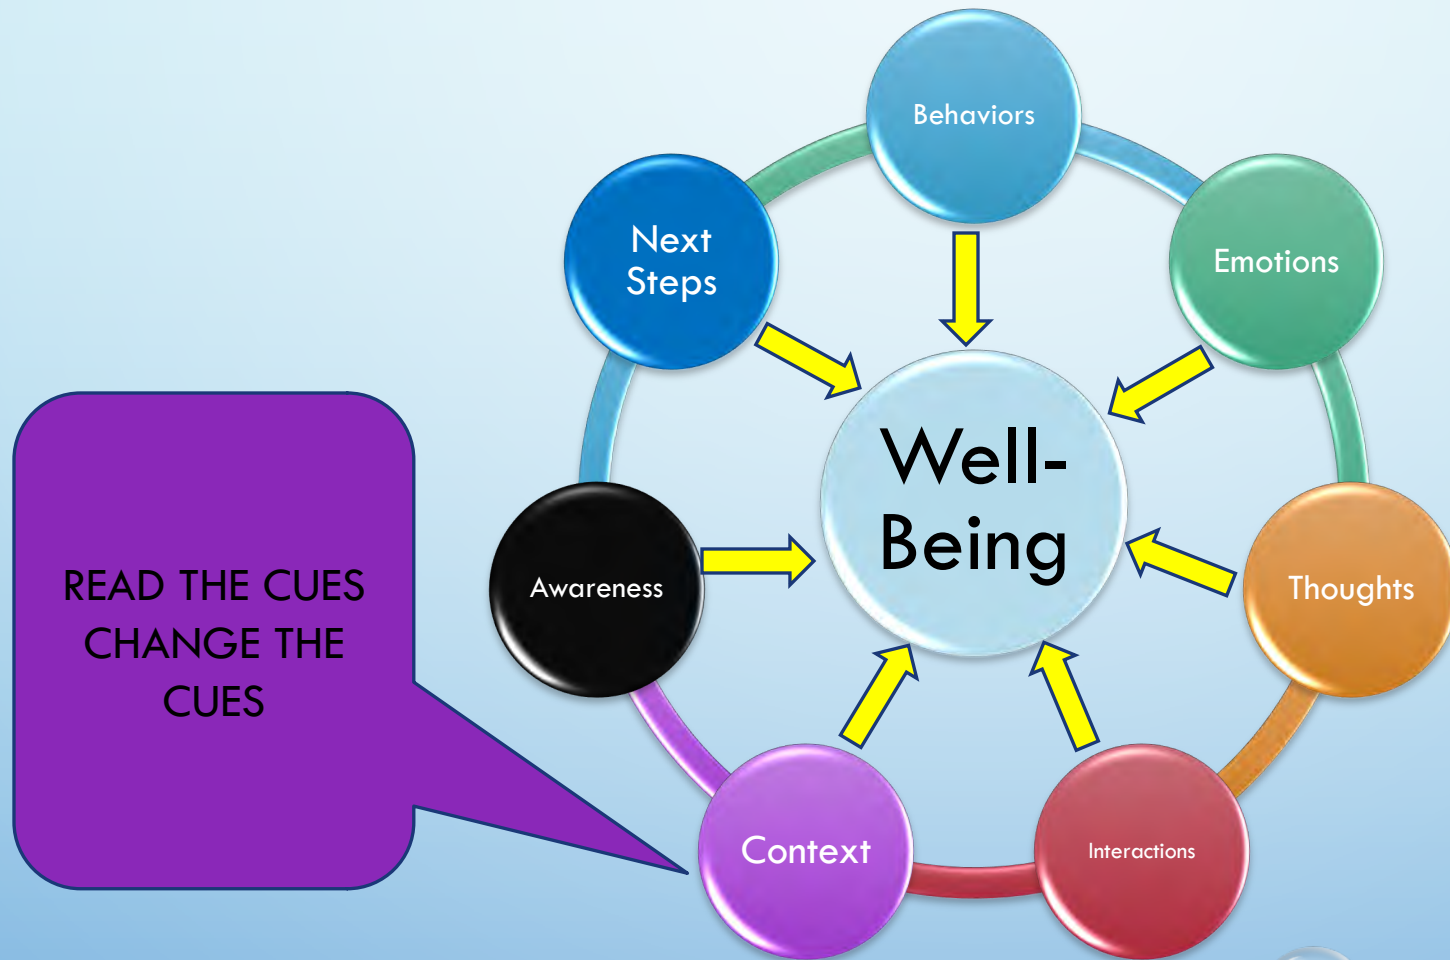 Behaviors
Next
Steps
Emotions
Well-
Being
READ THE CUES
CHANGE THE
CUES
Awareness
Thoughts
Context
Interactions